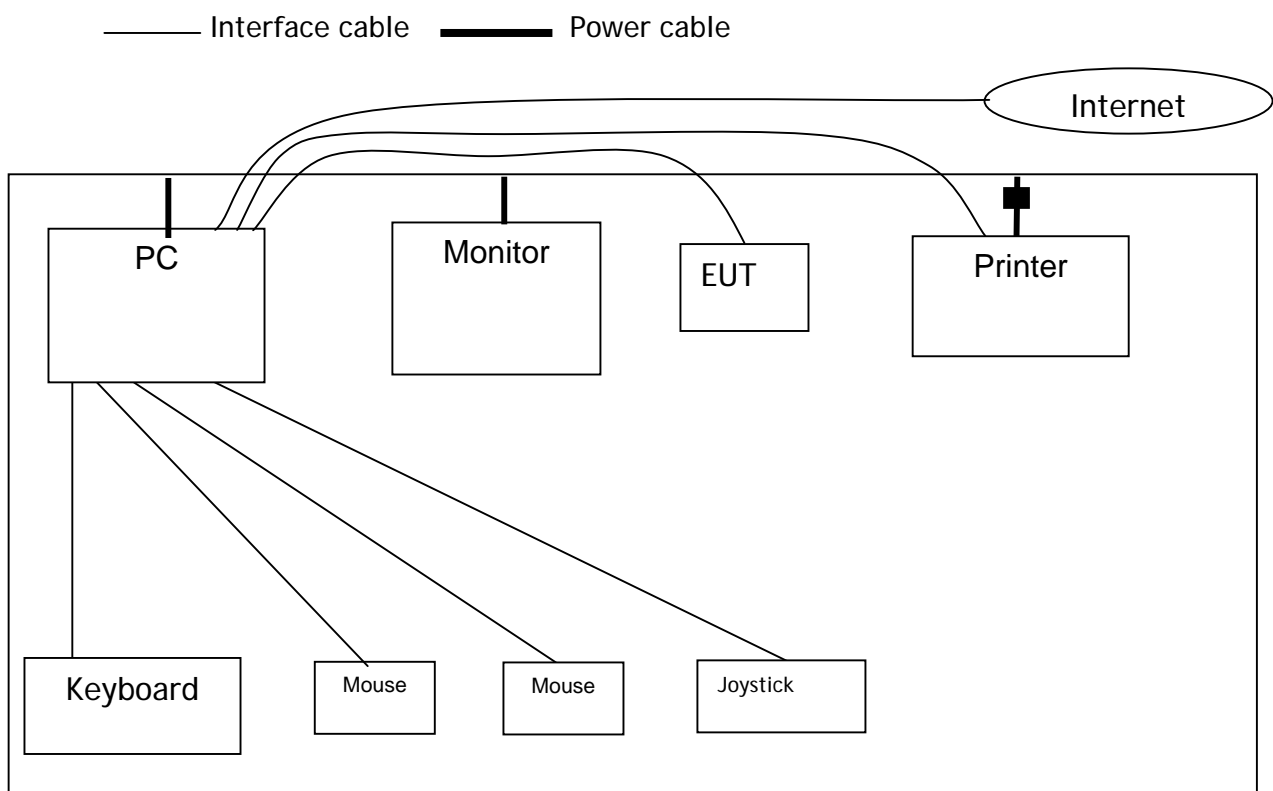 Interface cable Power cable
Internet
PC
Monitor
EUT
Printer
Keyboard
Mouse
Mouse
Joystick